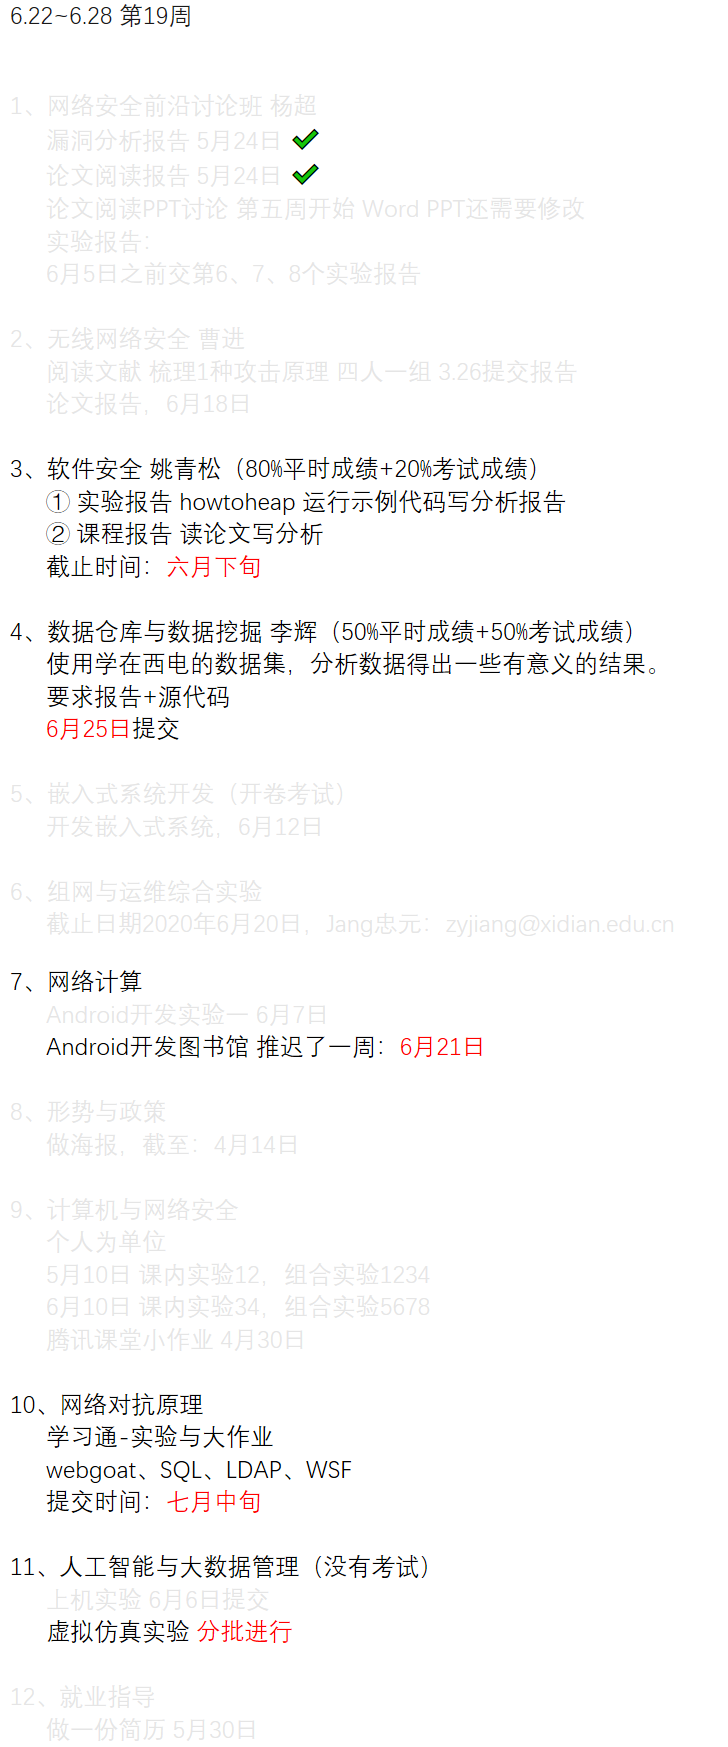 6.22~6.28 第19周
1、网络安全前沿讨论班 杨超
漏洞分析报告 5月24日
论文阅读报告 5月24日
论文阅读PPT讨论 第五周开始 Word PPT还需要修改
实验报告：
6月5日之前交第6、7、8个实验报告
2、无线网络安全 曹进
阅读文献 梳理1种攻击原理 四人一组 3.26提交报告
论文报告，6月18日
3、软件安全 姚青松（80%平时成绩+20%考试成绩）
① 实验报告 howtoheap 运行示例代码写分析报告
② 课程报告 读论文写分析
截止时间：六月下旬
4、数据仓库与数据挖掘 李辉（50%平时成绩+50%考试成绩）
使用学在西电的数据集，分析数据得出一些有意义的结果。
要求报告+源代码
6月25日提交
5、嵌入式系统开发（开卷考试）
开发嵌入式系统，6月12日
6、组网与运维综合实验
截止日期2020年6月20日，Jang忠元：zyjiang@xidian.edu.cn
7、网络计算
Android开发实验一 6月7日
Android开发图书馆 推迟了一周：6月21日
8、形势与政策
做海报，截至：4月14日
9、计算机与网络安全
个人为单位
5月10日 课内实验12，组合实验1234
6月10日 课内实验34，组合实验5678
腾讯课堂小作业 4月30日
10、网络对抗原理
学习通-实验与大作业
webgoat、SQL、LDAP、WSF
提交时间：七月中旬
11、人工智能与大数据管理（没有考试）
上机实验 6月6日提交
虚拟仿真实验 分批进行
12、就业指导
做一份简历 5月30日